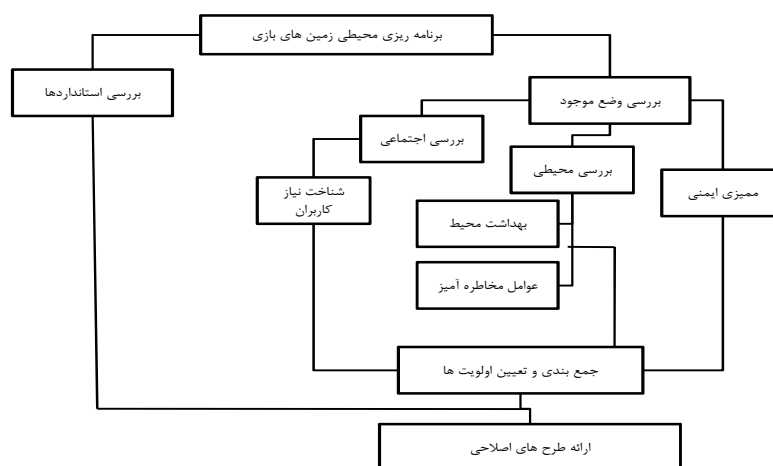 برنامه ریزی محیطی زمین های بازی
بررسی استانداردها
بررسی وضع موجود
بررسی اجتماعی
بررسی محیطی
ممیزی ایمنی
شناخت نیاز
کاربران
بهداشت محیط
عوامل مخاطره آمیز
جمع بندی و تعیین اولویت ها
ارائه طرح های اصلاحی